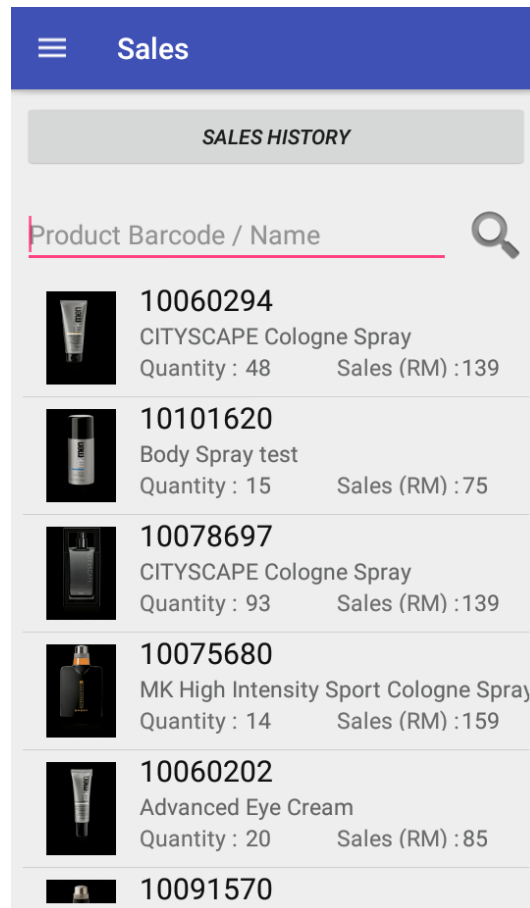 Sales
SALES HISTORY
Product Barcode / Name
10060294
CITYSCAPE Cologne Spray
Quantity : 48 Sales (RM) : 139
10101620
Body Spray test
Quantity : 15 Sales (RM) : 75
10078697
CITYSCAPE Cologne Spray
Quantity : 93 Sales (RM) : 139
10075680
MK High Intensity Sport Cologne Spray
Quantity : 14 Sales (RM) : 159
10060202
Advanced Eye Cream
Quantity : 20 Sales (RM) : 85
10091570